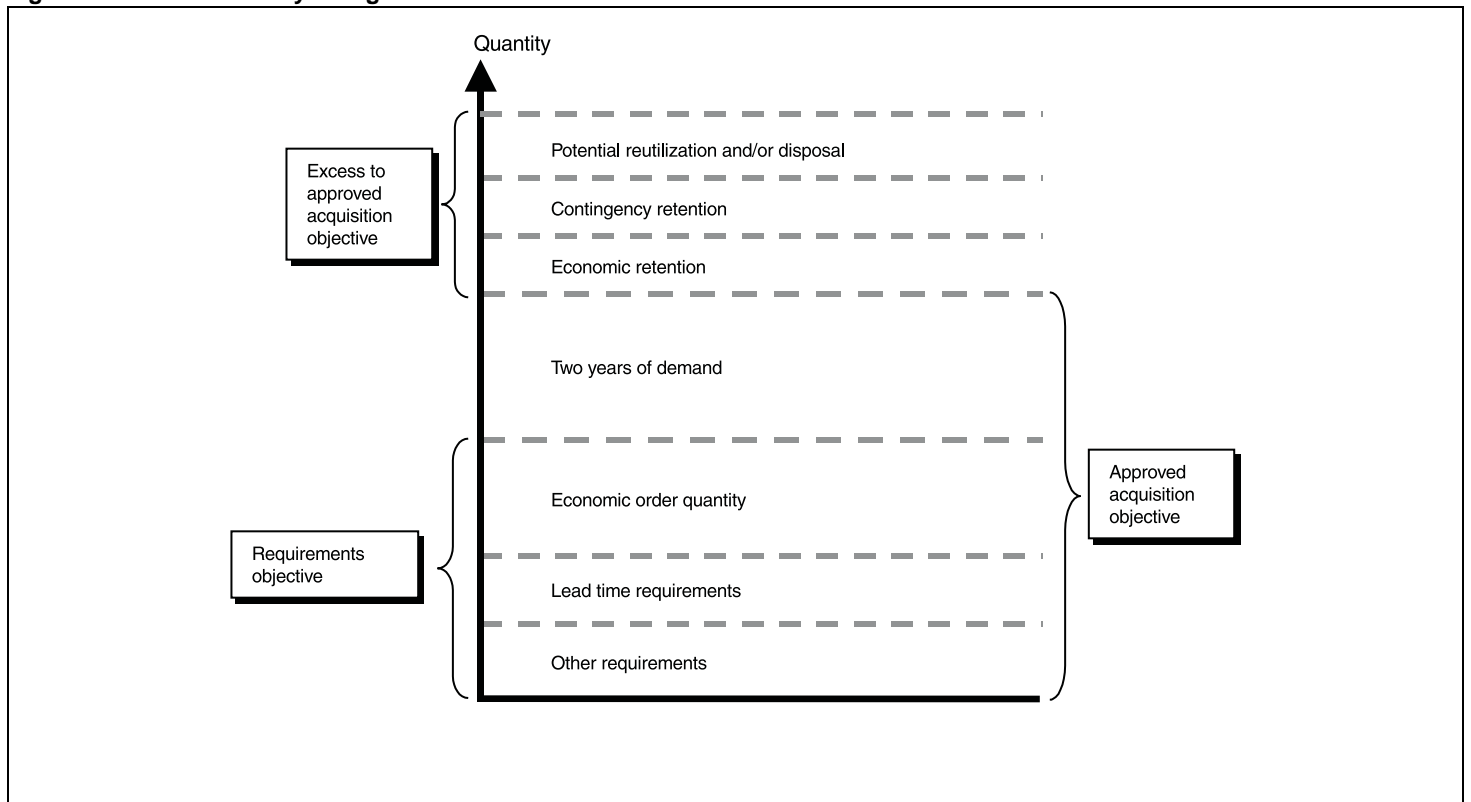 Quantity
Potential reutilization and/or disposal
Excess to
approved
acquisition
objective
Contingency retention
Economic retention
Two years of demand
Economic order quantity
Approved
acquisition
objective
Requirements
objective
Lead time requirements
Other requirements